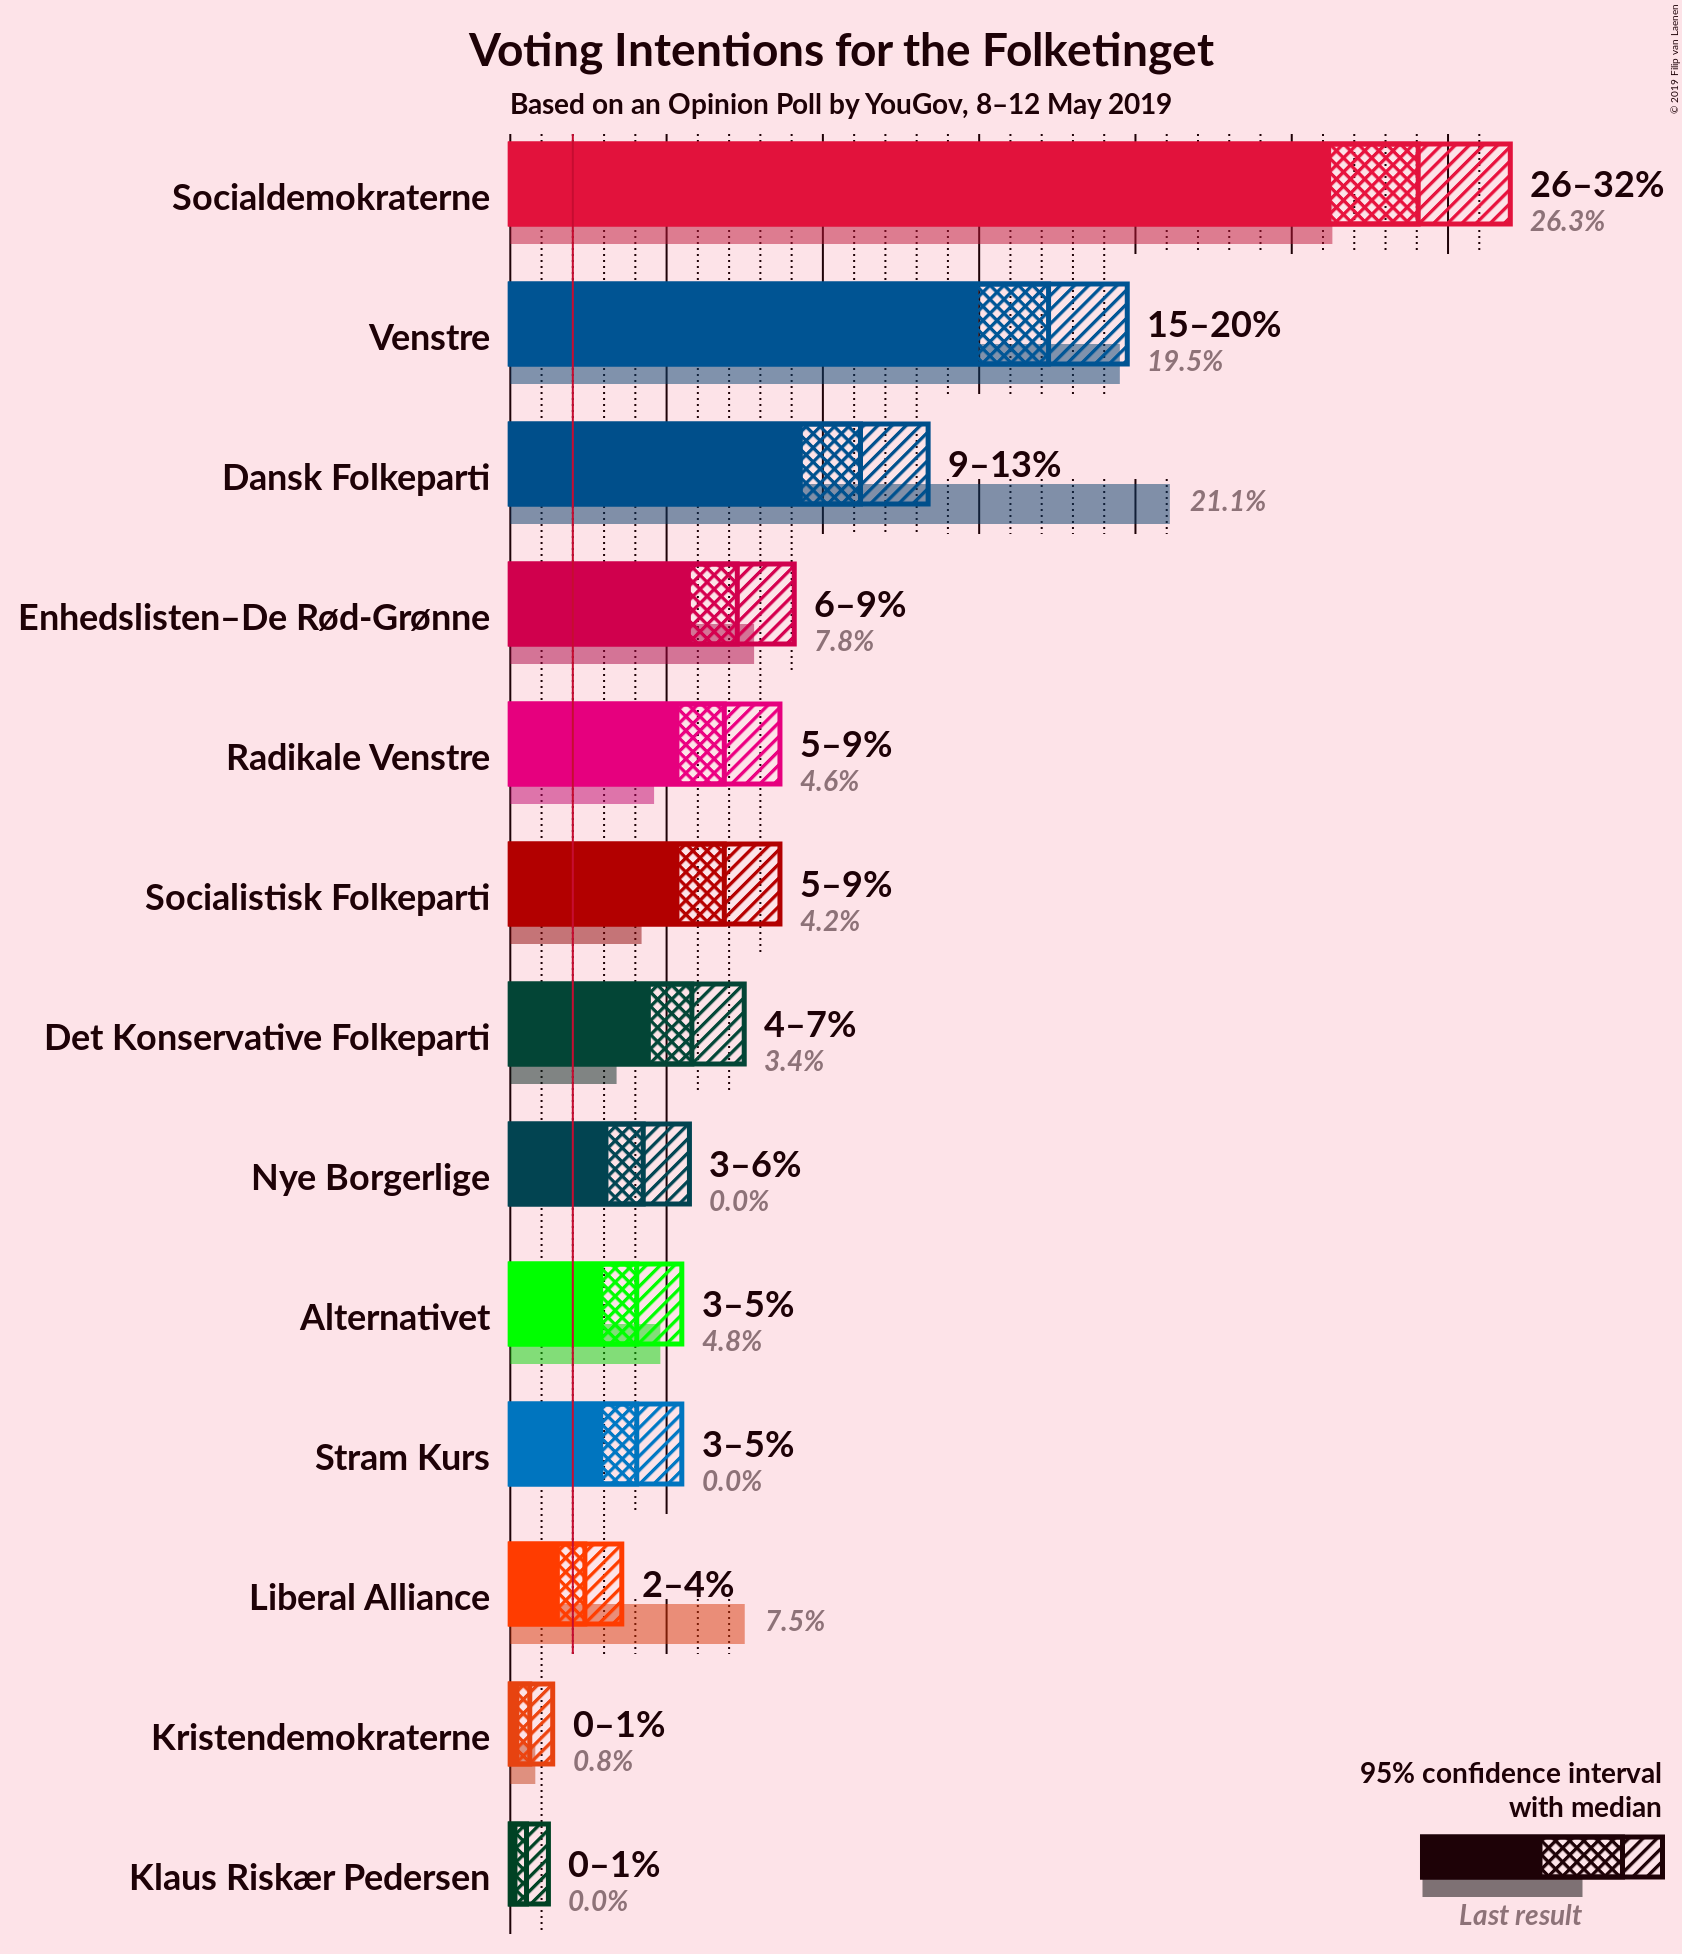 Voting Intentions for the Folketinget
Based on an Opinion Poll by YouGov, 8–12 May 2019
© 2019 Filip van Laenen
Socialdemokraterne
26–32%
26.3%
Venstre
15–20%
19.5%
Dansk Folkeparti
9–13%
21.1%
Enhedslisten–De Rød-Grønne
6–9%
7.8%
Radikale Venstre
5–9%
4.6%
Socialistisk Folkeparti
5–9%
4.2%
Det Konservative Folkeparti
4–7%
3.4%
Nye Borgerlige
3–6%
0.0%
Alternativet
3–5%
4.8%
Stram Kurs
3–5%
0.0%
Liberal Alliance
2–4%
7.5%
Kristendemokraterne
0–1%
0.8%
Klaus Riskær Pedersen
0–1%
0.0%
95% confidence interval
with median
Last result